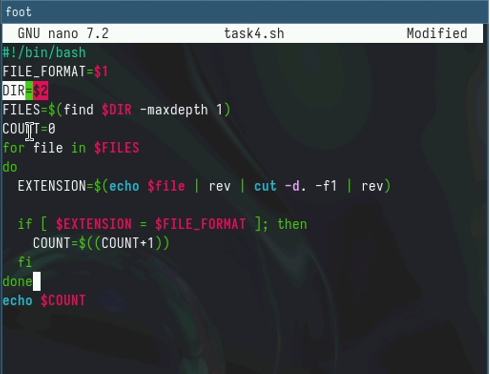 foot
GNU nano 7.2 task4.sh Modified
#!/bin/bash
FILE_FORMAT=$1
DIR=$2
FILES=$(find $DIR -maxdepth 1)
COUNT=0
for file in $FILES
do
  EXTENSION=$(echo $file | rev | cut -d. -f1 | rev)
  if [ $EXTENSION = $FILE_FORMAT ]; then
    COUNT=$((COUNT+1))
  fi
done
echo $COUNT